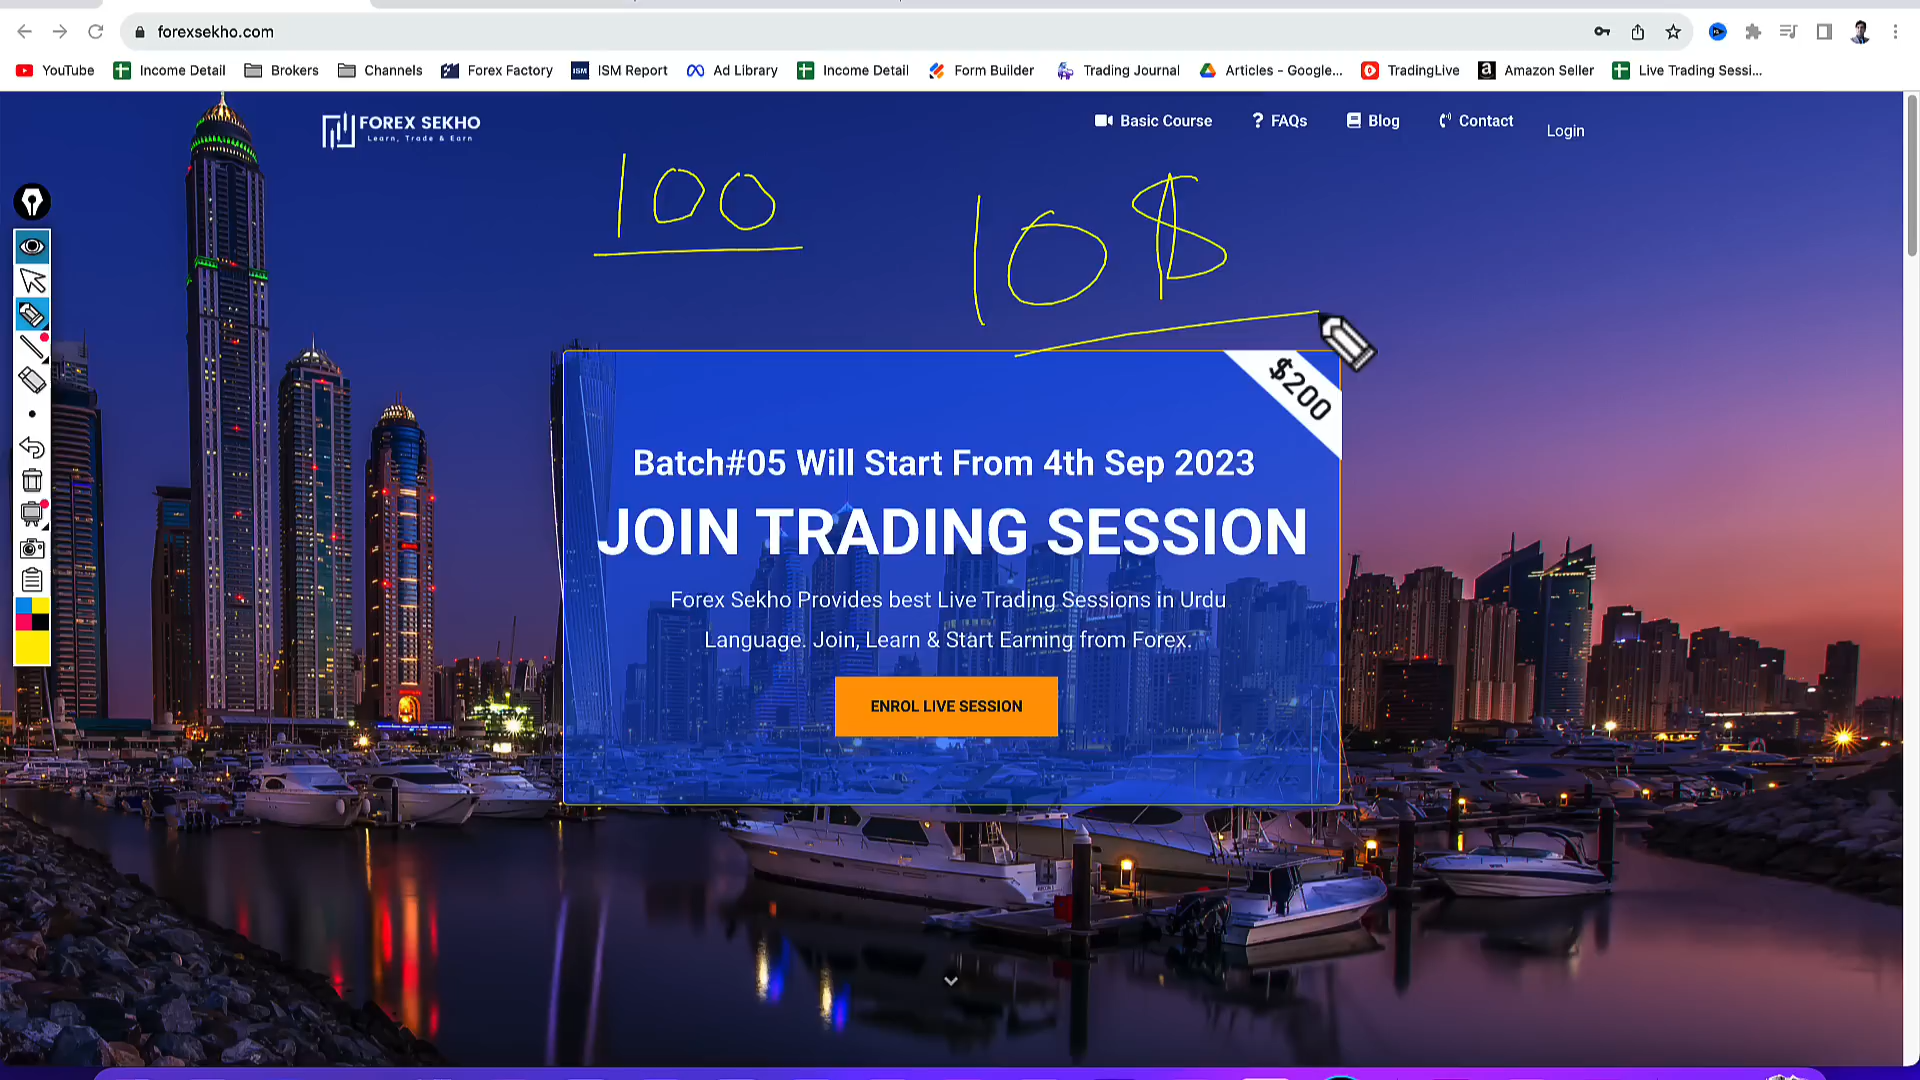 forexsekho.com
YouTube Income Detail Brokers Channels Forex Factory ISM ISM Report Ad Library Income Detail Form Builder Trading Journal Articles - Google... TradingLive Amazon Seller Live Trading Sessi...
FOREX SEKHO
Learn, Trade & Earn
Basic Course ? FAQs Blog Contact Login
100
10$
$200
Batch#05 Will Start From 4th Sep 2023
JOIN TRADING SESSION
Forex Sekho Provides best Live Trading Sessions in Urdu
Language. Join, Learn & Start Earning from Forex.
ENROL LIVE SESSION